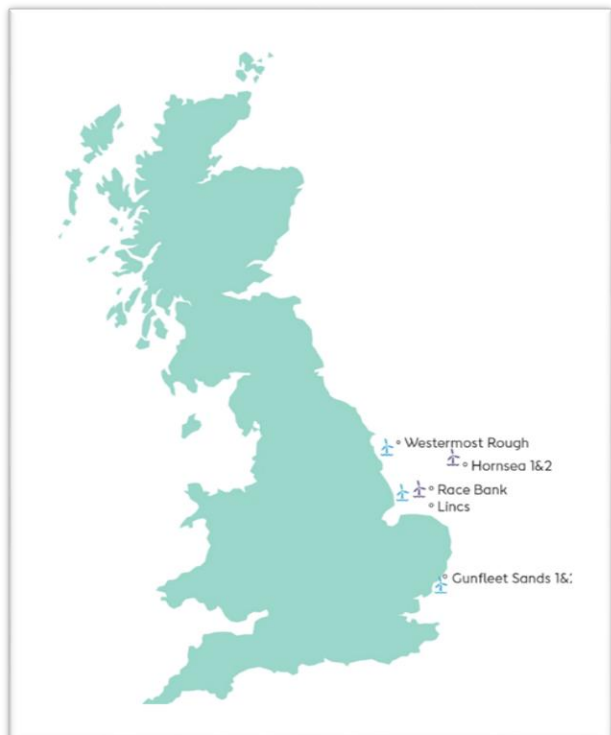 Westermost Rough
Hornsea 1&2
Race Bank
Lincs
Gunfleet Sands 1&